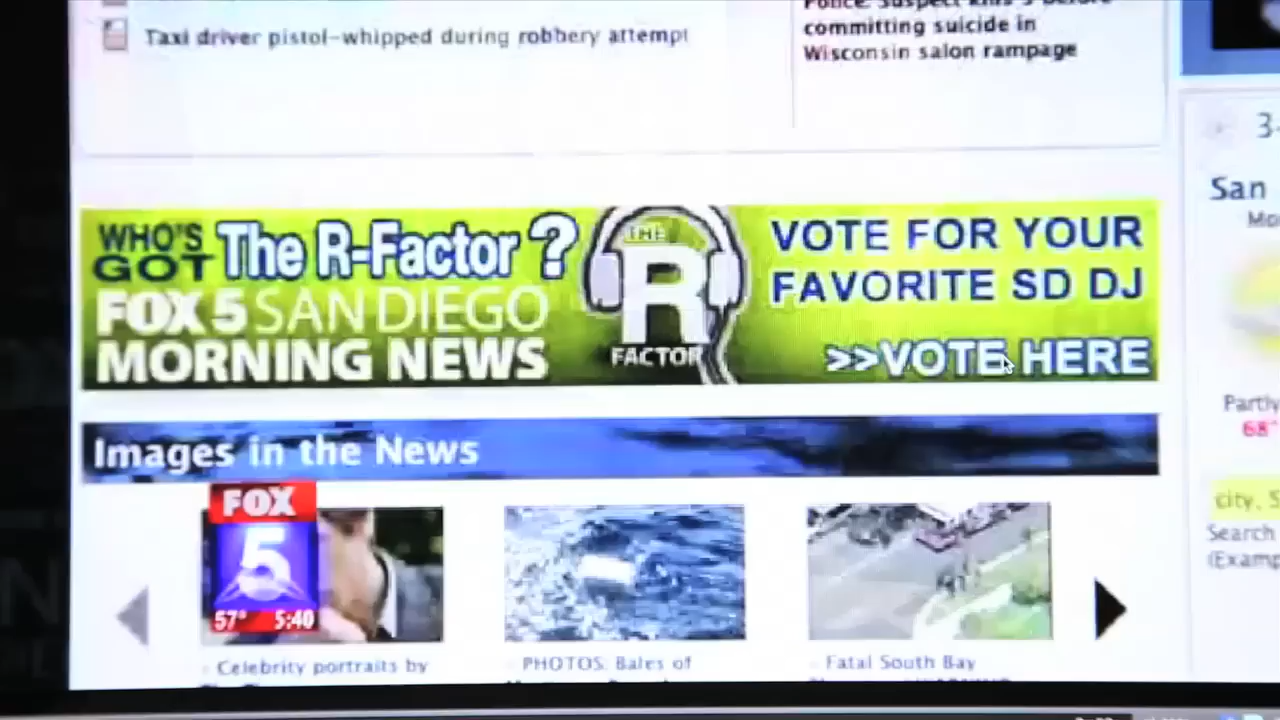 Taxi driver pistol-whipped during robbery attempt
committing suicide in
Wisconsin salon rampage
San
WHO'S
GOT The R-Factor ?
FOX 5 SAN DIEGO
MORNING NEWS
THE
R
FACTOR
VOTE FOR YOUR
FAVORITE SD DJ
>>VOTE HERE
Partly
68°
Images in the News
FOX
5
57° 5:40
city, S
Search
(Examp
Celebrity portraits by
PHOTOS: Bales of
Fatal South Bay